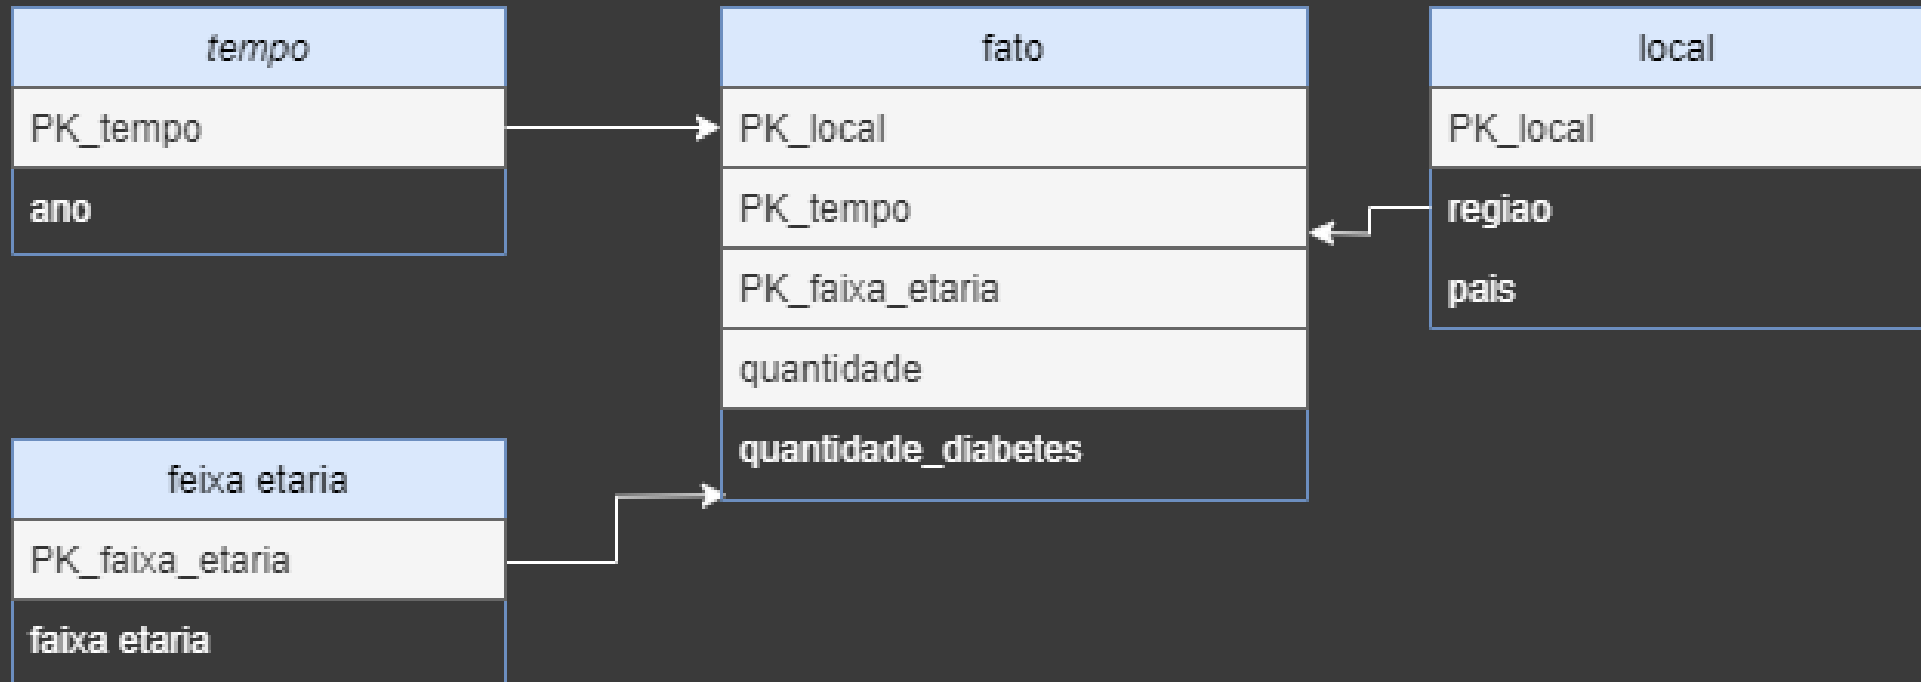 tempo
PK_tempo
ano
fato
PK_local
PK_tempo
PK_faixa_etaria
quantidade
quantidade_diabetes
local
PK_local
regiao
pais
feixa etaria
PK_faixa_etaria
faixa etaria